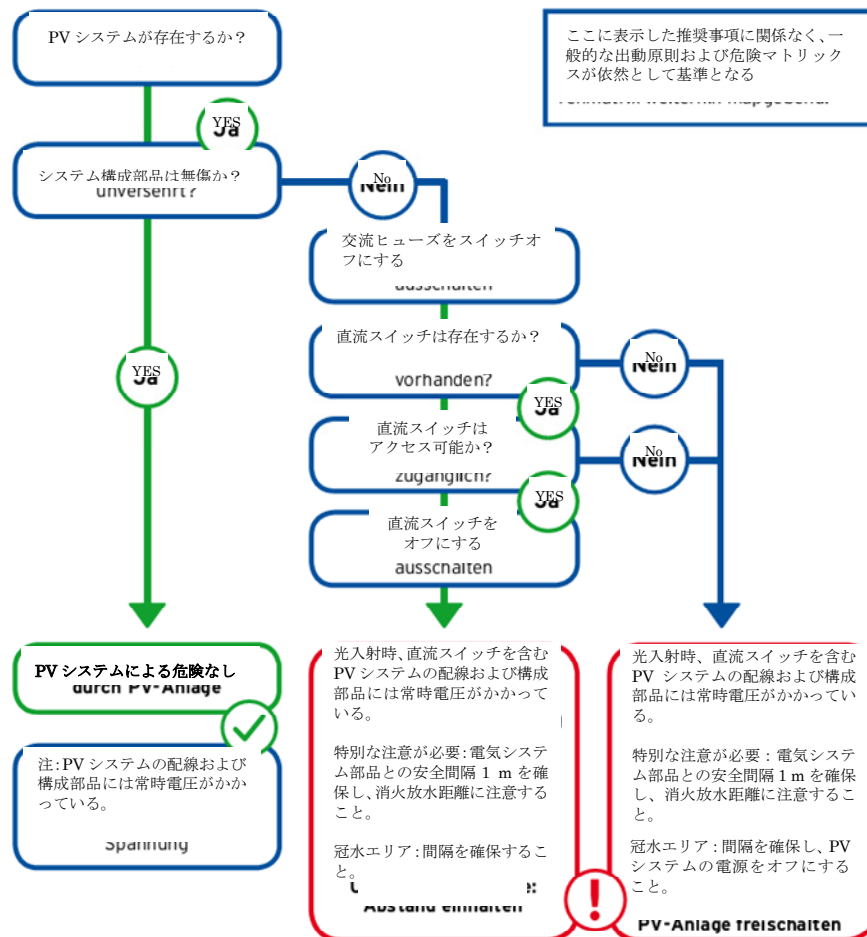 PV システムが存在するか？
ここに表示した推奨事項に関係なく、一
般的な出動原則および危険マトリック
スが依然として基準となる
YES
Ja
システム構成部品は無傷か？
unversehrt?
No
Nein
交流ヒューズをスイッチオ
フにする
ausschalten
直流スイッチは存在するか？
vorhanden?
No
Nein
YES
Ja
YES
Ja
直流スイッチは
アクセス可能か？
zugänglich?
No
Nein
YES
Ja
直流スイッチを
オフにする
ausschalten
PV システムによる危険なし
durch PV-Anlage
注:PV システムの配線および
構成部品には常時電圧がかか
っている。
Spannung
光入射時、直流スイッチを含む
PV システムの配線および構成
部品には常時電圧がかかって
いる。
特別な注意が必要：電気システ
ム部品との安全間隔 1 m を確
保し、消火放水距離に注意する
こと。
冠水エリア：間隔を確保するこ
と。
Abstand einhalten
光入射時、直流スイッチを含む
PV システムの配線および構成
部品には常時電圧がかかってい
る。
特別な注意が必要：電気システ
ム部品との安全間隔 1 m を確保
し、消火放水距離に注意するこ
と。
冠水エリア：間隔を確保し、PV
システムの電源をオフにする
こと。
!
PV-Anlage freischalten